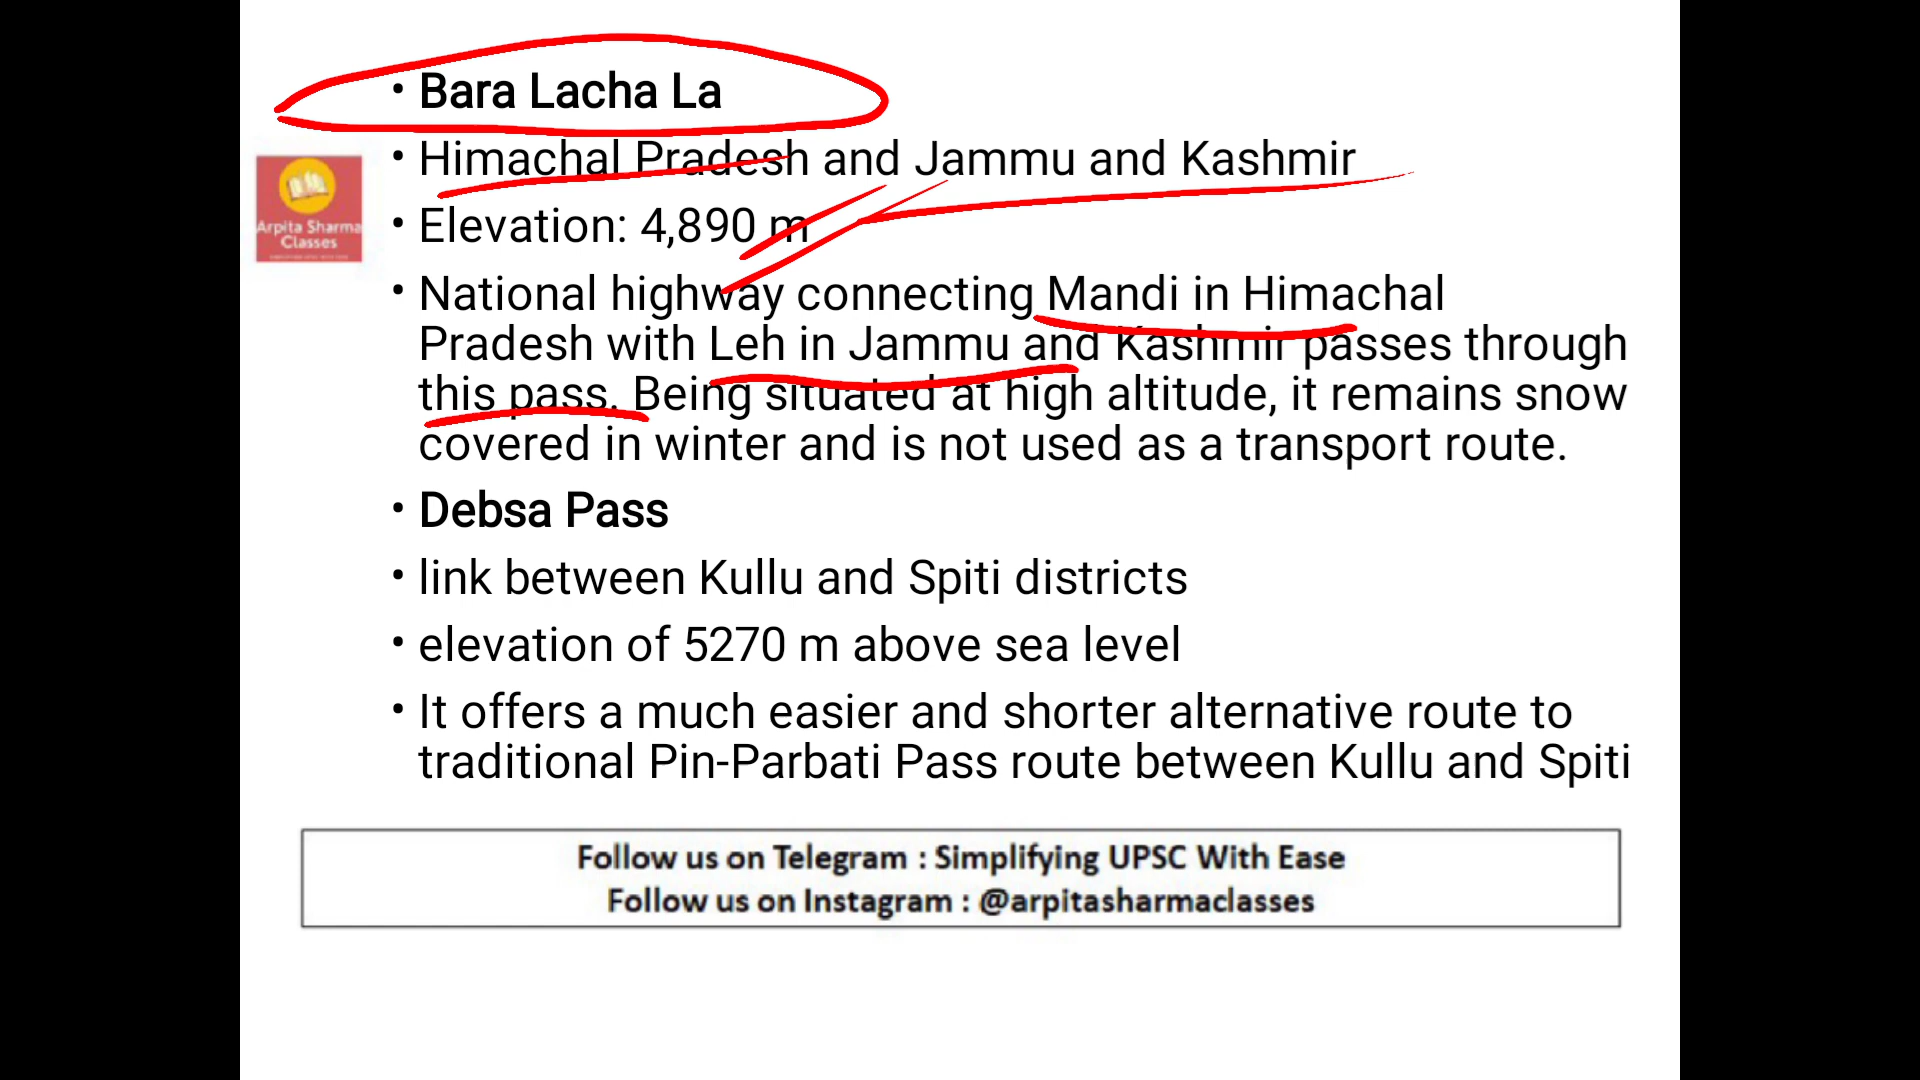 • Bara Lacha La
• Himachal Pradesh and Jammu and Kashmir
Arpita Sharma
Classes
• Elevation: 4,890 m
• National highway connecting Mandi in Himachal
Pradesh with Leh in Jammu and Kashmir passes through
this pass. Being situated at high altitude, it remains snow
covered in winter and is not used as a transport route.
• Debsa Pass
• link between Kullu and Spiti districts
• elevation of 5270 m above sea level
• It offers a much easier and shorter alternative route to
traditional Pin-Parbati Pass route between Kullu and Spiti
Follow us on Telegram : Simplifying UPSC With Ease
Follow us on Instagram : @arpitasharmaclasses